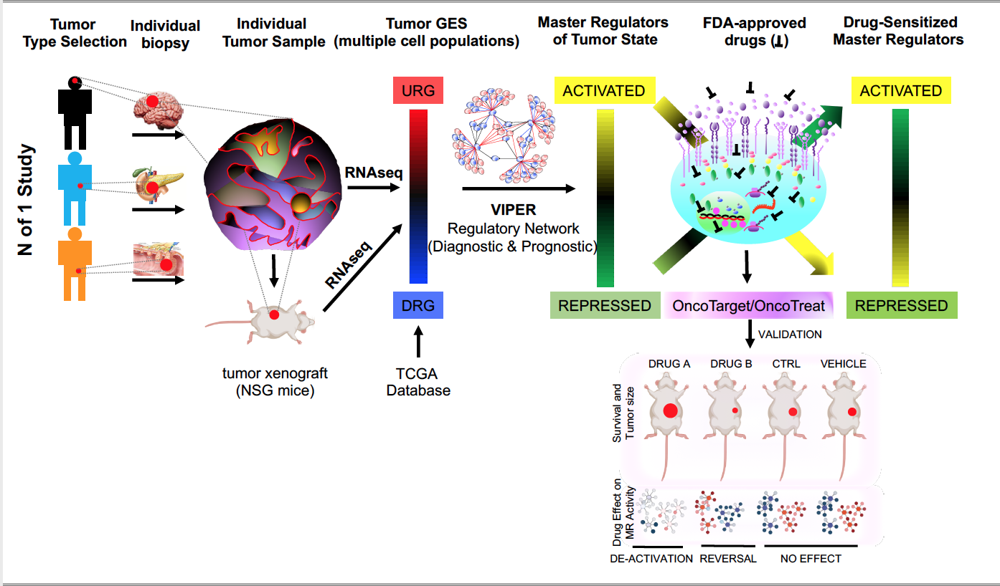 Tumor
Type Selection
Individual
biopsy
Individual
Tumor Sample
Tumor GES
(multiple cell populations)
Master Regulators
of Tumor State
FDA-approved
drugs (⊥)
Drug-Sensitized
Master Regulators
N of 1 Study
URG
ACTIVATED
ACTIVATED
RNAseq
RNAseq
VIPER
Regulatory Network
(Diagnostic & Prognostic)
DRG
REPRESSED
OncoTarget/OncoTreat
REPRESSED
VALIDATION
tumor xenograft
(NSG mice)
TCGA
Database
DRUG A
DRUG B
CTRL
VEHICLE
Survival and
Tumor size
Drug Effect on
MR Activity
DE-ACTIVATION
REVERSAL
NO EFFECT